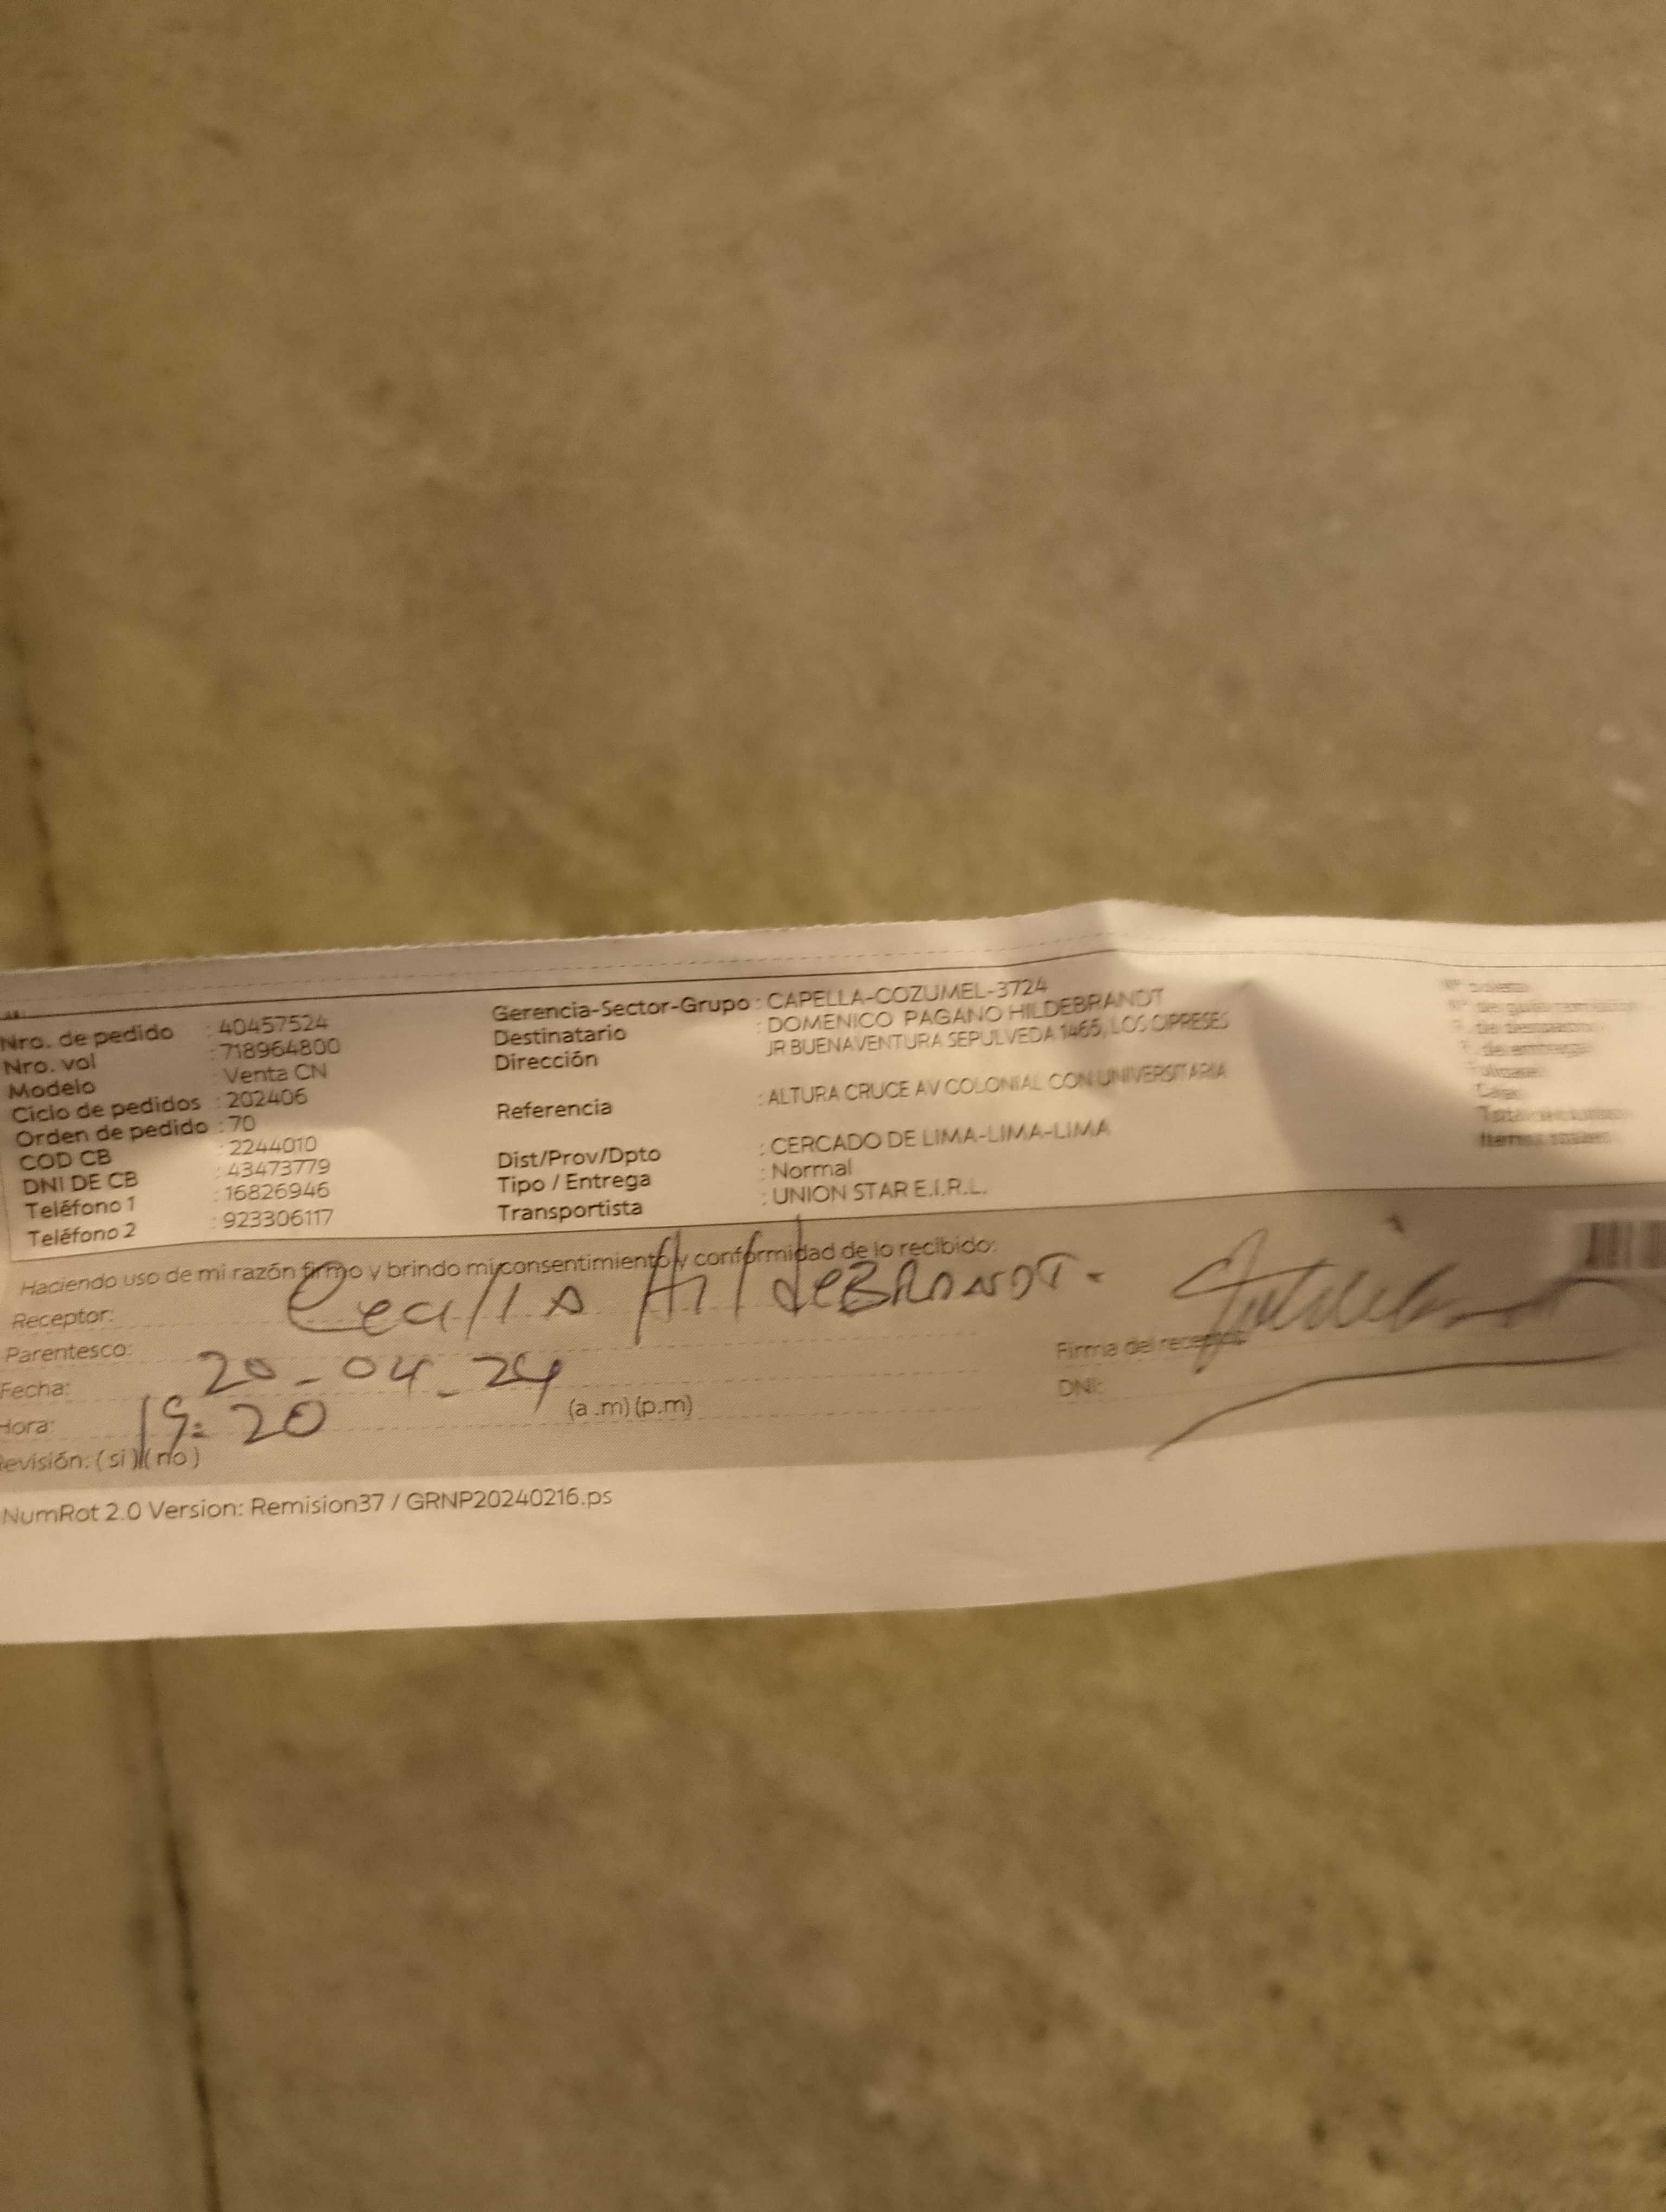 Nro. de pedido : 40457524
Nro. vol : 718964800
Modelo : Venta CN
Ciclo de pedidos : 202406
Orden de pedido : 70
COD CB : 2244010
DNI DE CB : 43473779
Teléfono 1 : 16826946
Teléfono 2 : 923306117
Gerencia-Sector-Grupo : CAPELLA-COZUMEL-3724
Destinatario : DOMENICO PAGANO HILDEBRANDT
Dirección JR BUENAVENTURA SEPULVEDA 1465, LOS CIPRESES
Referencia : ALTURA CRUCE AV COLONIAL CON UNIVERSITARIA
Dist/Prov/Dpto : CERCADO DE LIMA-LIMA-LIMA
Tipo / Entrega : Normal
Transportista : UNION STAR E.I.R.L.
Haciendo uso de mi razón firmo y brindo mi consentimiento y conformidad de lo recibido:
Receptor: HildeBRANDT.
Parentesco:
Fecha: 20-04-24
Hora: 19:20 (a .m) (p.m)
Revisión: ( si ) ( no )
Firma del receptor:
DNI:
NumRot 2.0 Version: Remision37 / GRNP20240216.ps